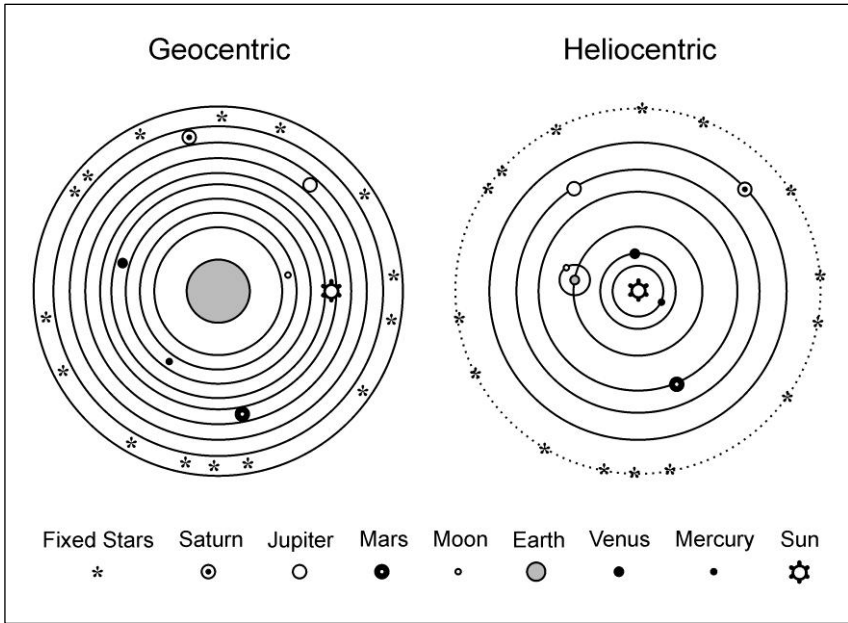 Geocentric Heliocentric
Fixed Stars Saturn Jupiter Mars Moon Earth Venus Mercury Sun